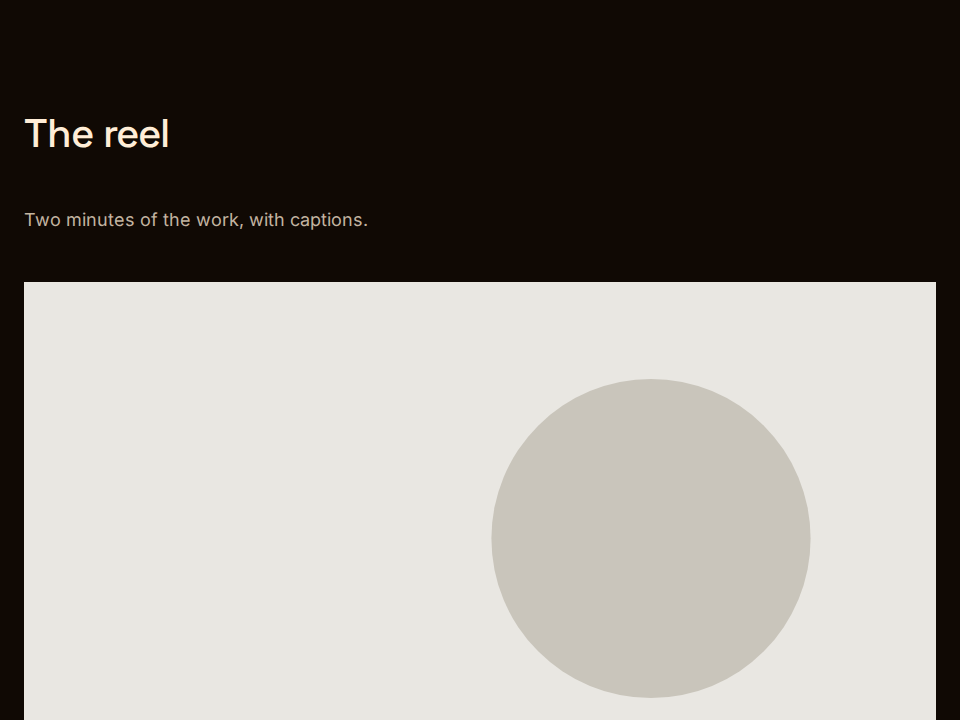 The reel
Two minutes of the work, with captions.